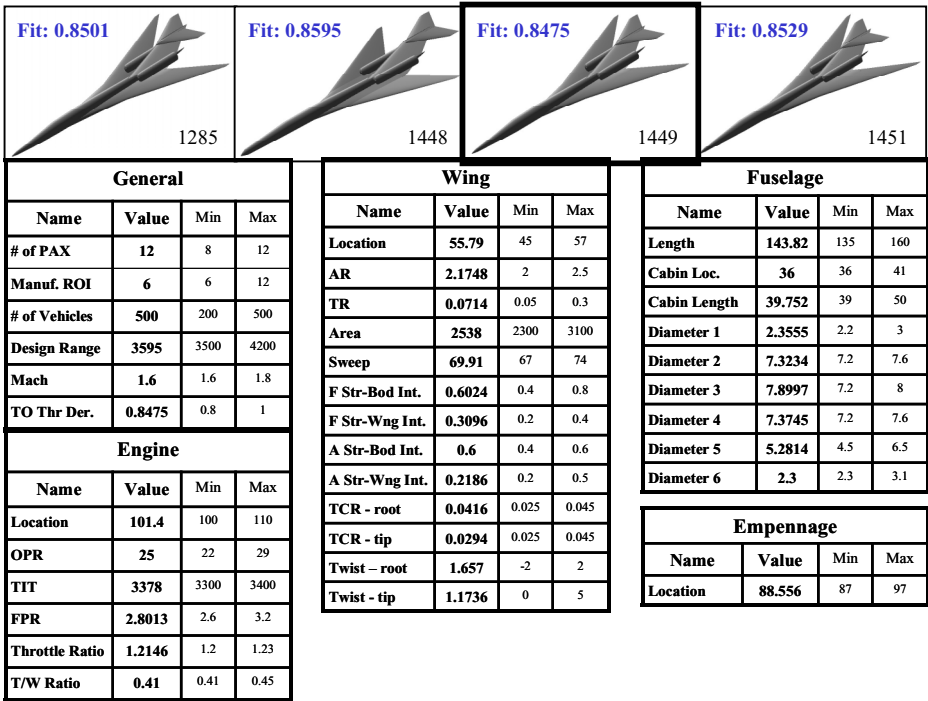 Fit: 0.8501 Fit: 0.8595 Fit: 0.8475 Fit: 0.8529
1285 1448 1449 1451
General
Name Value Min Max
# of PAX 12 8 12
Manuf. ROI 6 6 12
# of Vehicles 500 200 500
Design Range 3595 3500 4200
Mach 1.6 1.6 1.8
TO Thr Der. 0.8475 0.8 1
Engine
Name Value Min Max
Location 101.4 100 110
OPR 25 22 29
TIT 3378 3300 3400
FPR 2.8013 2.6 3.2
Throttle Ratio 1.2146 1.2 1.23
T/W Ratio 0.41 0.41 0.45
Wing
Name Value Min Max
Location 55.79 45 57
AR 2.1748 2 2.5
TR 0.0714 0.05 0.3
Area 2538 2300 3100
Sweep 69.91 67 74
F Str-Bod Int. 0.6024 0.4 0.8
F Str-Wng Int. 0.3096 0.2 0.4
A Str-Bod Int. 0.6 0.4 0.6
A Str-Wng Int. 0.2186 0.2 0.5
TCR - root 0.0416 0.025 0.045
TCR - tip 0.0294 0.025 0.045
Twist – root 1.657 -2 2
Twist - tip 1.1736 0 5
Fuselage
Name Value Min Max
Length 143.82 135 160
Cabin Loc. 36 36 41
Cabin Length 39.752 39 50
Diameter 1 2.3555 2.2 3
Diameter 2 7.3234 7.2 7.6
Diameter 3 7.8997 7.2 8
Diameter 4 7.3745 7.2 7.6
Diameter 5 5.2814 4.5 6.5
Diameter 6 2.3 2.3 3.1
Empennage
Name Value Min Max
Location 88.556 87 97